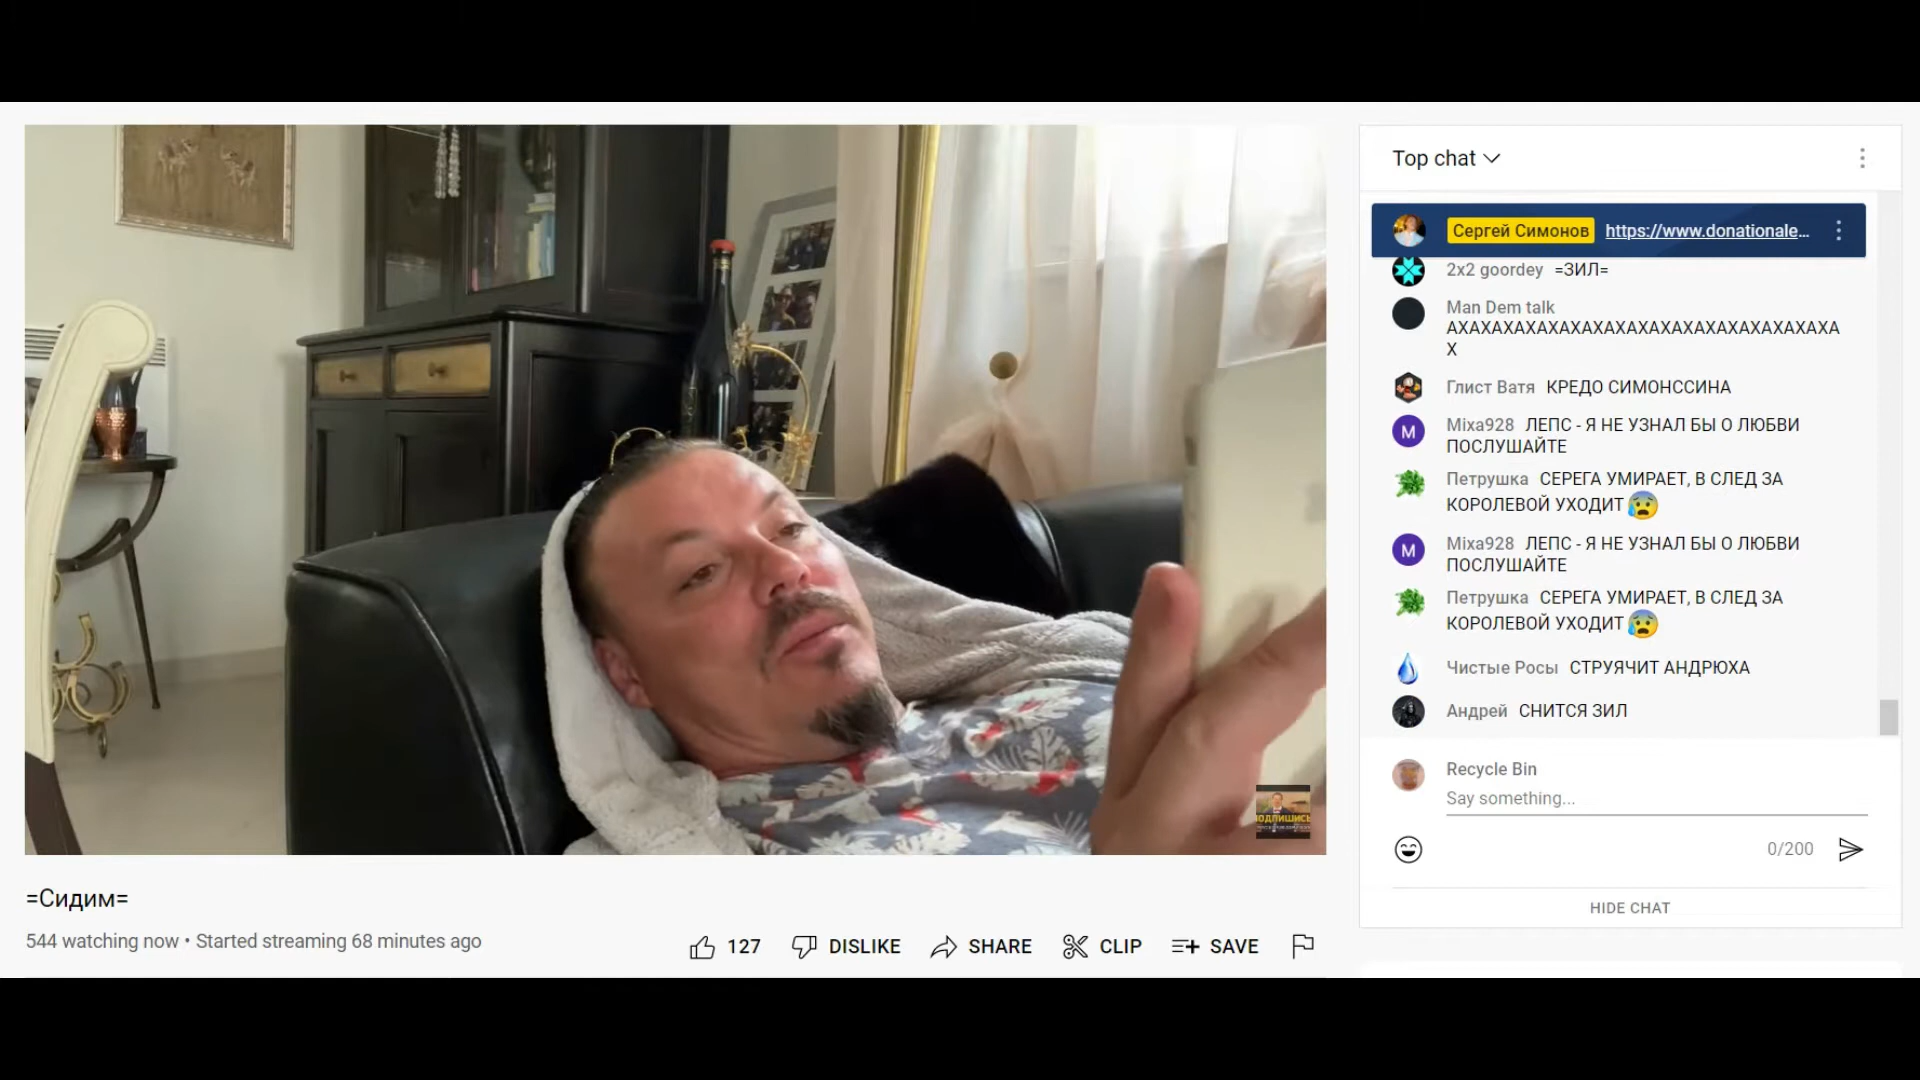 Top chat
Сергей Симонов https://www.donationale...
2x2 goordey =ЗИЛ=
Man Dem talk
АХАХАХАХАХАХАХАХАХАХАХАХАХАХАХАХАХА
Х
Глист Ватя КРЕДО СИМОНССИНА
Mixa928 ЛЕПС - Я НЕ УЗНАЛ БЫ О ЛЮБВИ
ПОСЛУШАЙТЕ
Петрушка СЕРЕГА УМИРАЕТ, В СЛЕД ЗА
КОРОЛЕВОЙ УХОДИТ😰
Mixa928 ЛЕПС - Я НЕ УЗНАЛ БЫ О ЛЮБВИ
ПОСЛУШАЙТЕ
Петрушка СЕРЕГА УМИРАЕТ, В СЛЕД ЗА
КОРОЛЕВОЙ УХОДИТ😰
Чистые Росы СТРУЯЧИТ АНДРЮХА
Андрей СНИТСЯ ЗИЛ
Recycle Bin
Say something...
0/200
HIDE CHAT
ПОДПИШИСЬ
=Сидим=
544 watching now • Started streaming 68 minutes ago
127 DISLIKE SHARE CLIP SAVE